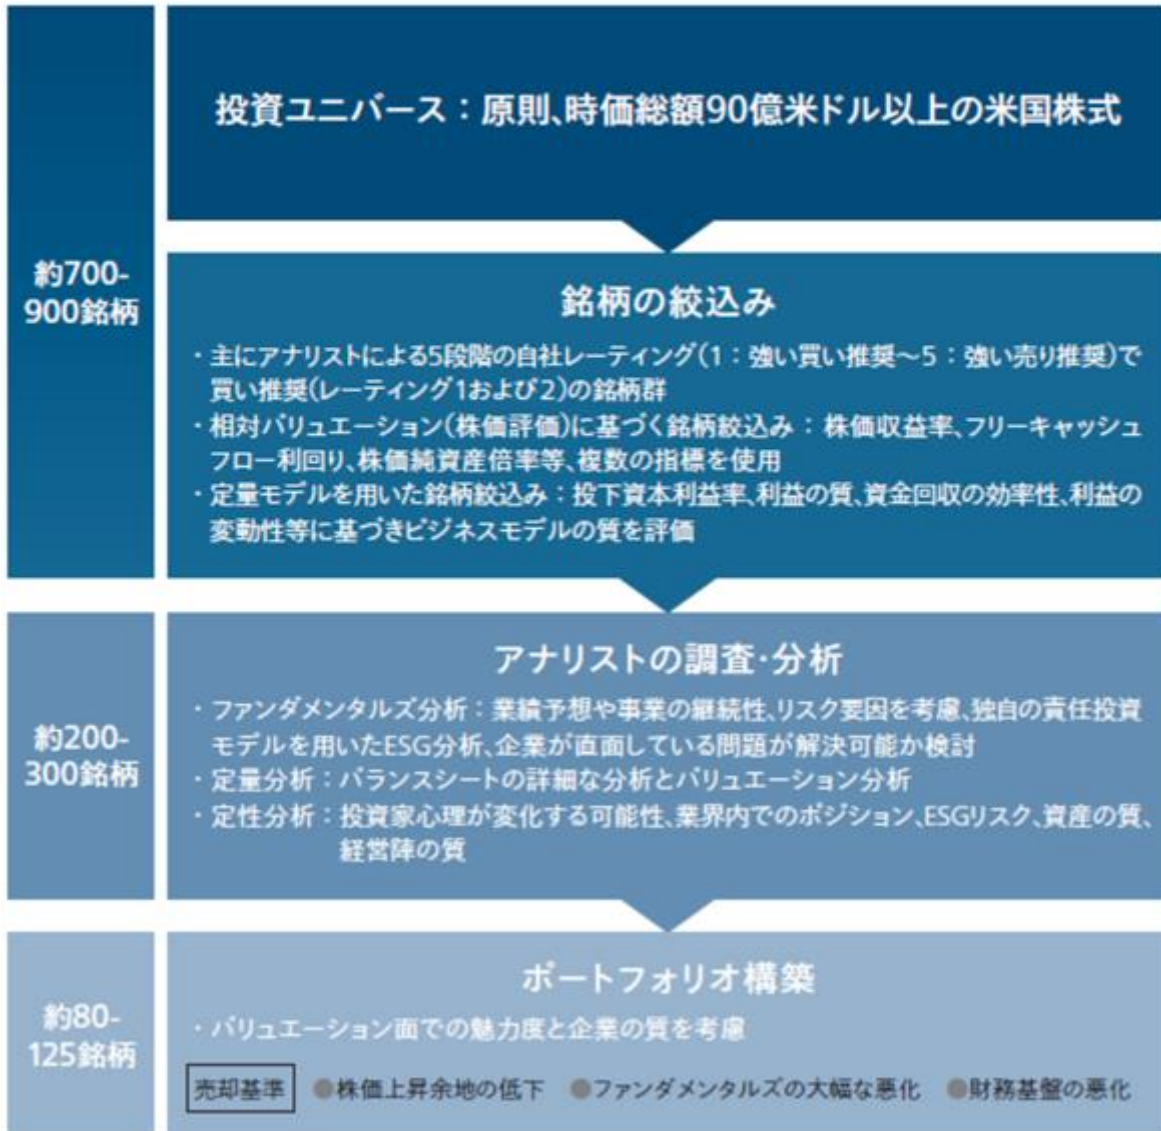 投資ユニバース：原則、時価総額90億米ドル以上の米国株式
約700-
900銘柄
銘柄の絞込み
・主にアナリストによる5段階の自社レーティング(1：強い買い推奨～5：強い売り推奨)で
買い推奨(レーティング1および2)の銘柄群
・相対バリュエーション(株価評価)に基づく銘柄絞込み：株価収益率、フリーキャッシュ
フロー利回り、株価純資産倍率等、複数の指標を使用
・定量モデルを用いた銘柄絞込み：投下資本利益率、利益の質、資金回収の効率性、利益の
変動性等に基づきビジネスモデルの質を評価
約200-
300銘柄
アナリストの調査･分析
・ファンダメンタルズ分析：業績予想や事業の継続性、リスク要因を考慮、独自の責任投資
モデルを用いたESG分析、企業が直面している問題が解決可能か検討
・定量分析：バランスシートの詳細な分析とバリュエーション分析
・定性分析：投資家心理が変化する可能性、業界内でのポジション、ESGリスク、資産の質、
経営陣の質
約80-
125銘柄
ポートフォリオ構築
・バリュエーション面での魅力度と企業の質を考慮
売却基準 ●株価上昇余地の低下 ●ファンダメンタルズの大幅な悪化 ●財務基盤の悪化